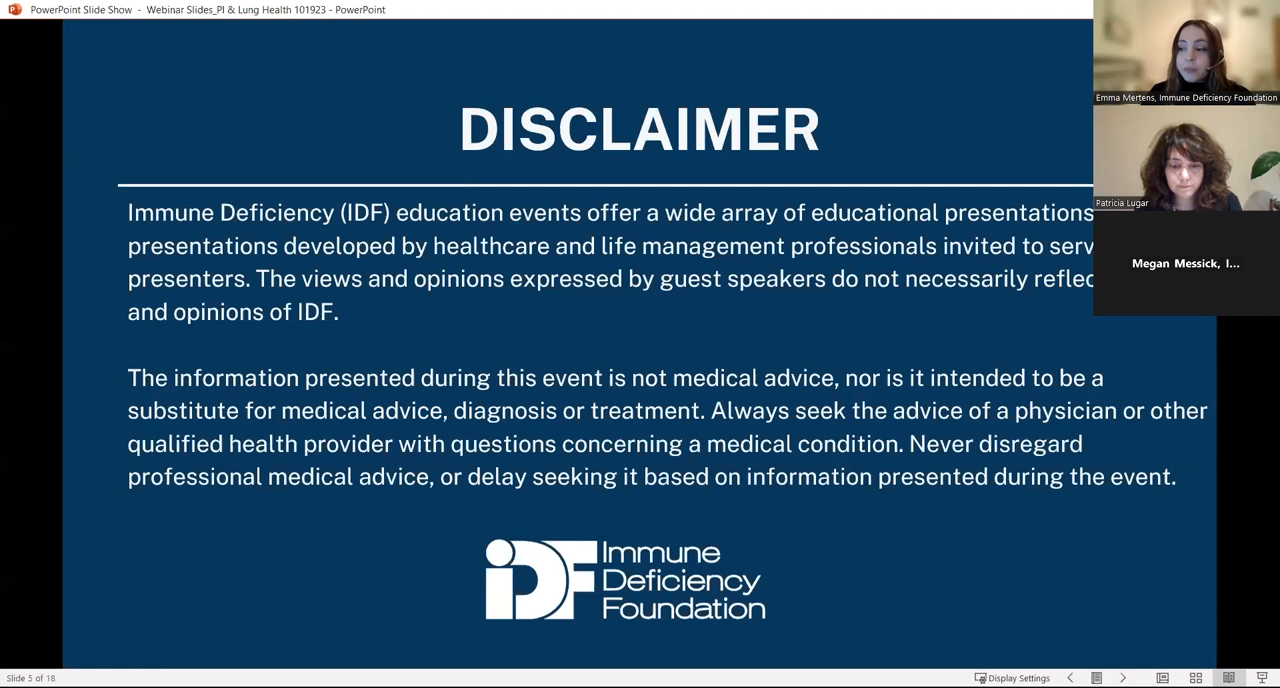 PowerPoint Slide Show - Webinar Slides_PI & Lung Health 101923 - PowerPoint
Emma Mertens, Immune Deficiency Foundation
Patricia Lugar
Megan Messick, I...
DISCLAIMER
Immune Deficiency (IDF) education events offer a wide array of educational presentations
presentations developed by healthcare and life management professionals invited to serv
presenters. The views and opinions expressed by guest speakers do not necessarily reflec
and opinions of IDF.
The information presented during this event is not medical advice, nor is it intended to be a
substitute for medical advice, diagnosis or treatment. Always seek the advice of a physician or other
qualified health provider with questions concerning a medical condition. Never disregard
professional medical advice, or delay seeking it based on information presented during the event.
iDF Immune
Deficiency
Foundation
Slide 5 of 18
Display Settings